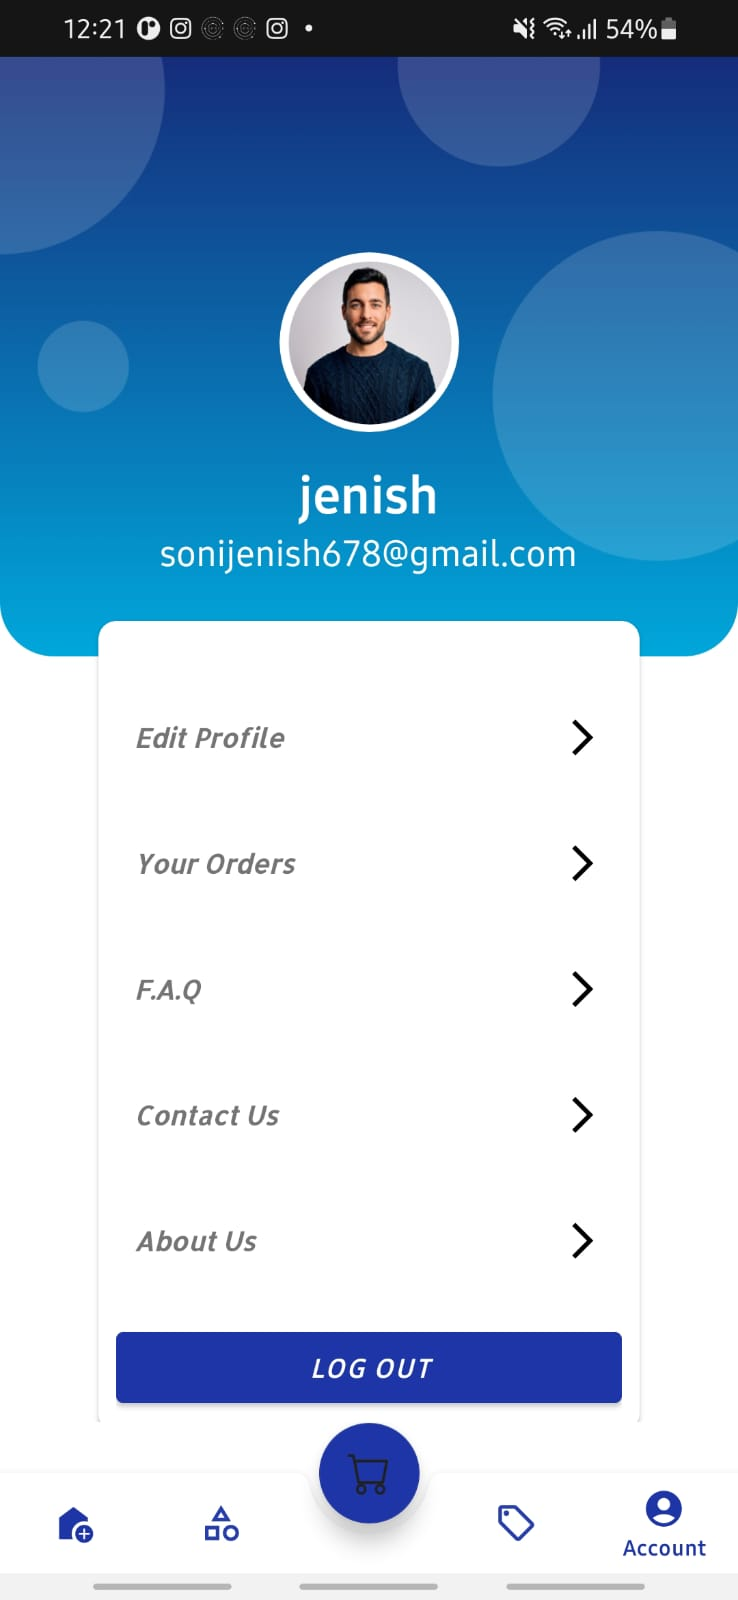 12:21 54%
jenish
sonijenish678@gmail.com
Edit Profile
Your Orders
F.A.Q
Contact Us
About Us
LOG OUT
Account